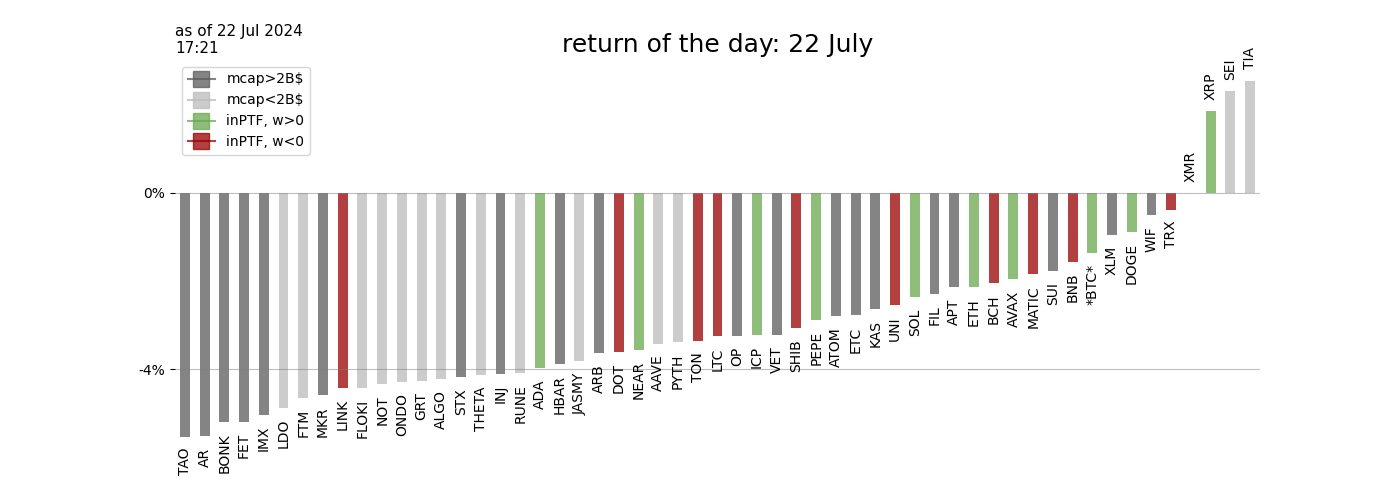 as of 22 Jul 2024
17:21
return of the day: 22 July
mcap>2B$
mcap<2B$
inPTF, w>0
inPTF, w<0
0%
-4%
TAO
AR
BONK
FET
IMX
LDO
FTM
MKR
LINK
FLOKI
NOT
ONDO
GRT
ALGO
STX
THETA
INJ
RUNE
ADA
HBAR
JASMY
ARB
DOT
NEAR
AAVE
PYTH
TON
LTC
OP
ICP
VET
SHIB
PEPE
ATOM
ETC
KAS
UNI
SOL
FIL
APT
ETH
BCH
AVAX
MATIC
SUI
BNB
*BTC*
XLM
DOGE
WIF
TRX
XMR
XRP
SEI
TIA